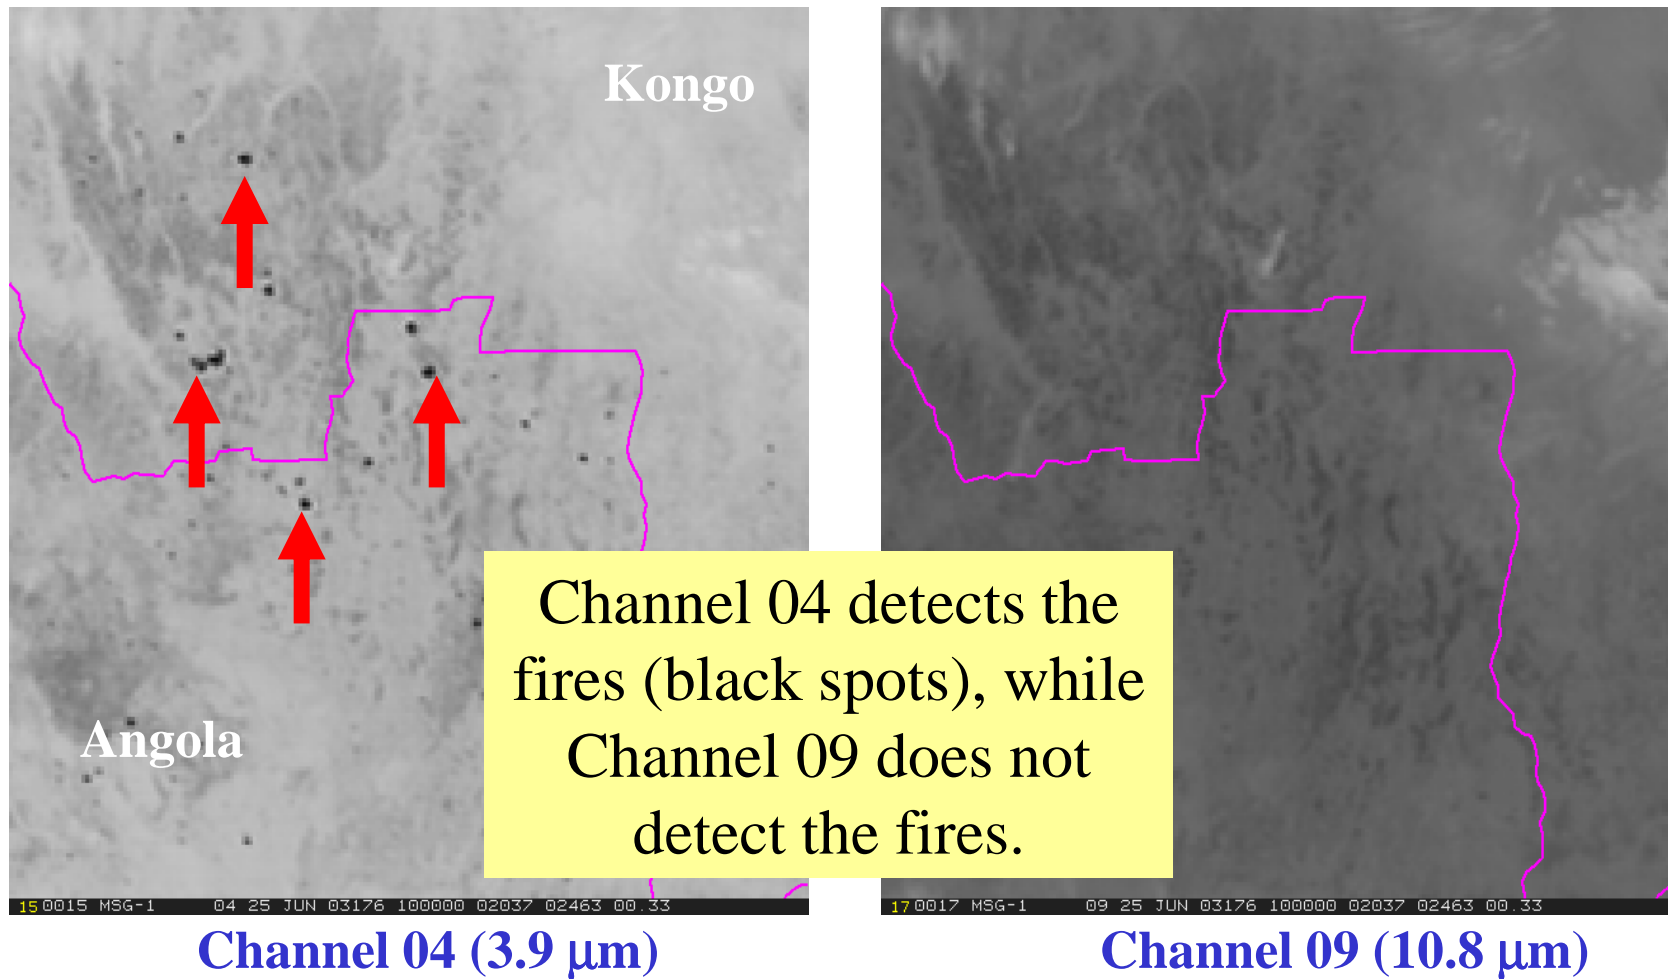 Kongo
Angola
Channel 04 detects the
fires (black spots), while
Channel 09 does not
detect the fires.
15 0015 MSG-1 04 25 JUN 03176 100000 02037 02463 00.33
17 0017 MSG-1 09 25 JUN 03176 100000 02037 02463 00.33
Channel 04 (3.9 μm)
Channel 09 (10.8 μm)